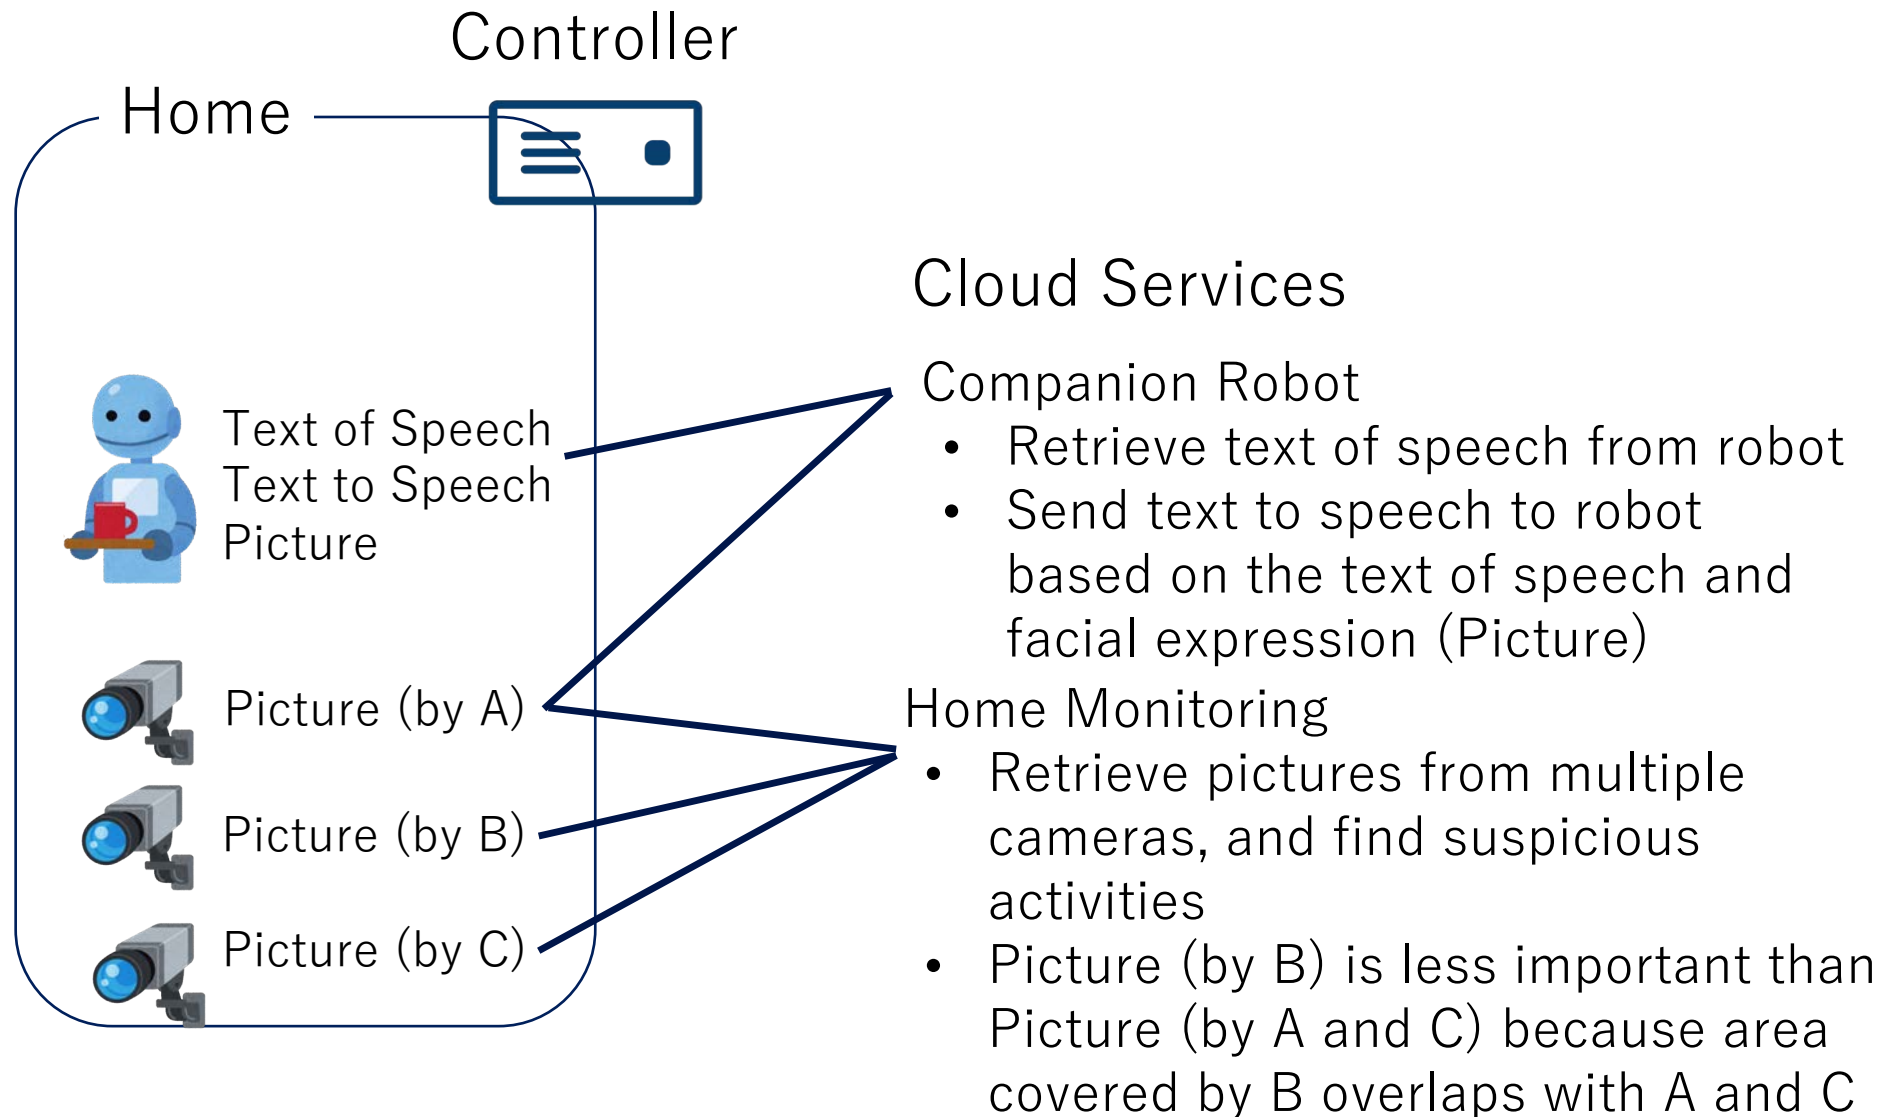 Controller
Home
Cloud Services
Text of Speech
Text to Speech
Picture
Picture (by A)
Picture (by B)
Picture (by C)
Companion Robot
• Retrieve text of speech from robot
• Send text to speech to robot
based on the text of speech and
facial expression (Picture)
Home Monitoring
• Retrieve pictures from multiple
cameras, and find suspicious
activities
• Picture (by B) is less important than
Picture (by A and C) because area
covered by B overlaps with A and C